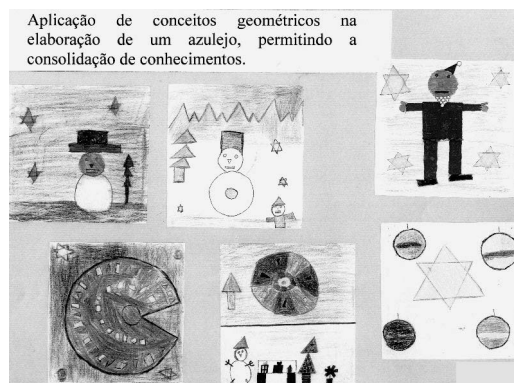 Aplicação de conceitos geométricos na
elaboração de um azulejo, permitindo a
consolidação de conhecimentos.